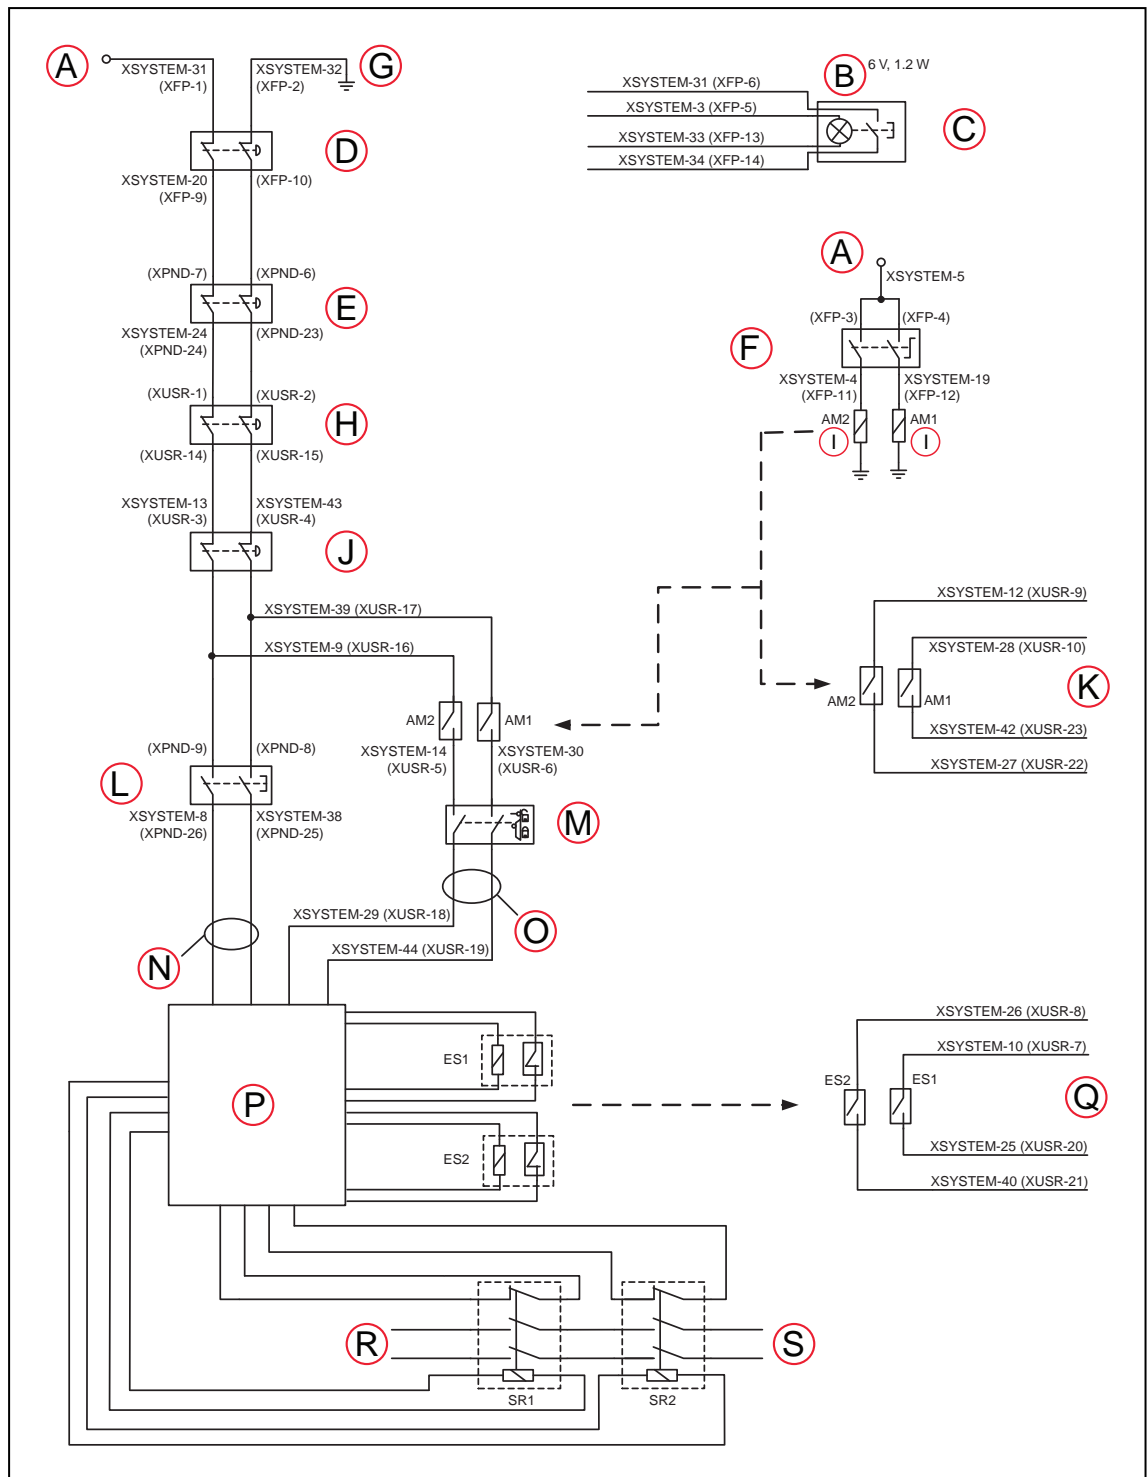 A
XSYSTEM-31
(XFP-1)
XSYSTEM-32
(XFP-2)
G
B
6 V, 1.2 W
XSYSTEM-31 (XFP-6)
XSYSTEM-3 (XFP-5)
XSYSTEM-33 (XFP-13)
XSYSTEM-34 (XFP-14)
C
D
XSYSTEM-20
(XFP-9)
(XFP-10)
(XPND-7)
(XPND-6)
E
XSYSTEM-24
(XPND-24)
(XPND-23)
A
XSYSTEM-5
(XFP-3)
(XFP-4)
F
XSYSTEM-4
(XFP-11)
XSYSTEM-19
(XFP-12)
AM2
I
AM1
I
(XUSR-1)
(XUSR-2)
H
(XUSR-14)
(XUSR-15)
XSYSTEM-13
(XUSR-3)
XSYSTEM-43
(XUSR-4)
J
XSYSTEM-39 (XUSR-17)
XSYSTEM-9 (XUSR-16)
XSYSTEM-12 (XUSR-9)
XSYSTEM-28 (XUSR-10)
K
AM2
AM1
XSYSTEM-42 (XUSR-23)
XSYSTEM-27 (XUSR-22)
AM2
AM1
XSYSTEM-14
(XUSR-5)
XSYSTEM-30
(XUSR-6)
(XPND-9)
(XPND-8)
L
XSYSTEM-8
(XPND-26)
XSYSTEM-38
(XPND-25)
M
XSYSTEM-29 (XUSR-18)
O
XSYSTEM-44 (XUSR-19)
N
P
ES1
ES2
XSYSTEM-26 (XUSR-8)
XSYSTEM-10 (XUSR-7)
ES2
ES1
Q
XSYSTEM-25 (XUSR-20)
XSYSTEM-40 (XUSR-21)
R
S
SR1
SR2